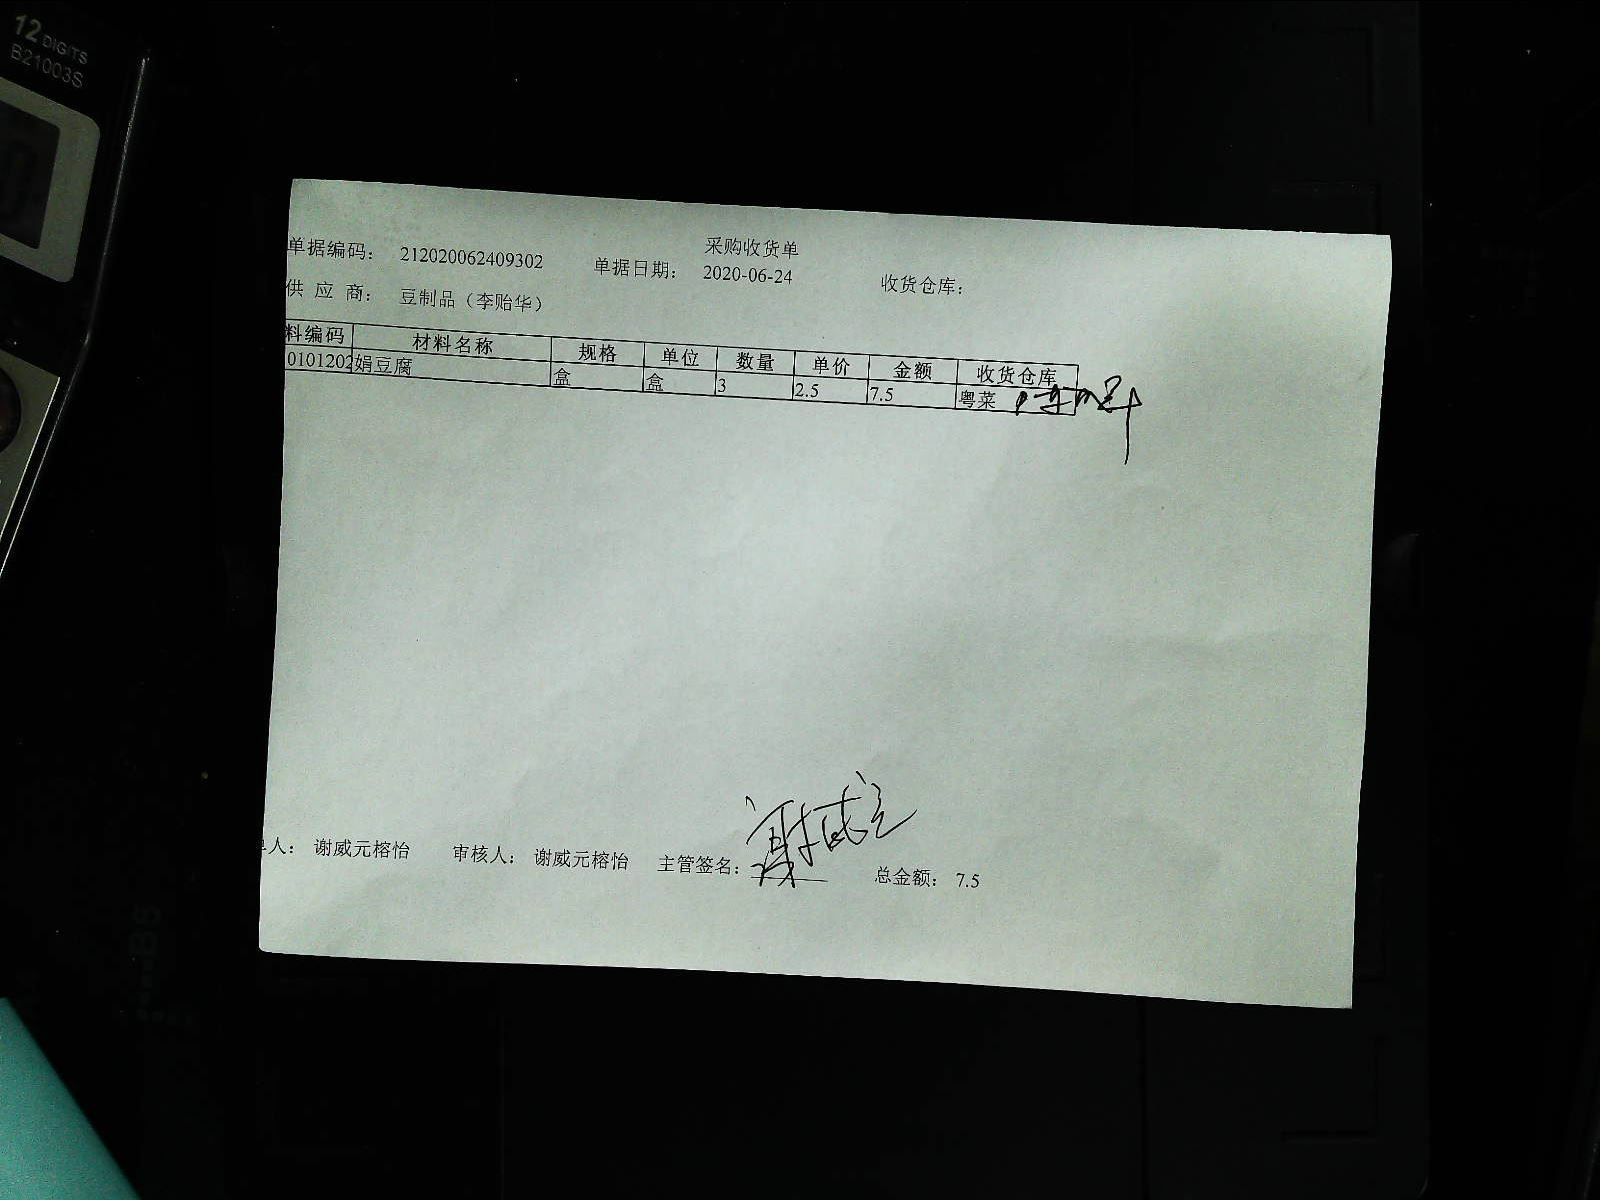 12 DIGITS
B21003S
采购收货单
单据编码： 212020062409302 单据日期： 2020-06-24 收货仓库：
供 应 商： 豆制品（李贻华）
料编码 材料名称 规格 单位 数量 单价 金额 收货仓库
0101202 娟豆腐 盒 盒 3 2.5 7.5 粤菜
单人： 谢威元榕怡 审核人： 谢威元榕怡 主管签名： 谢威元 总金额： 7.5